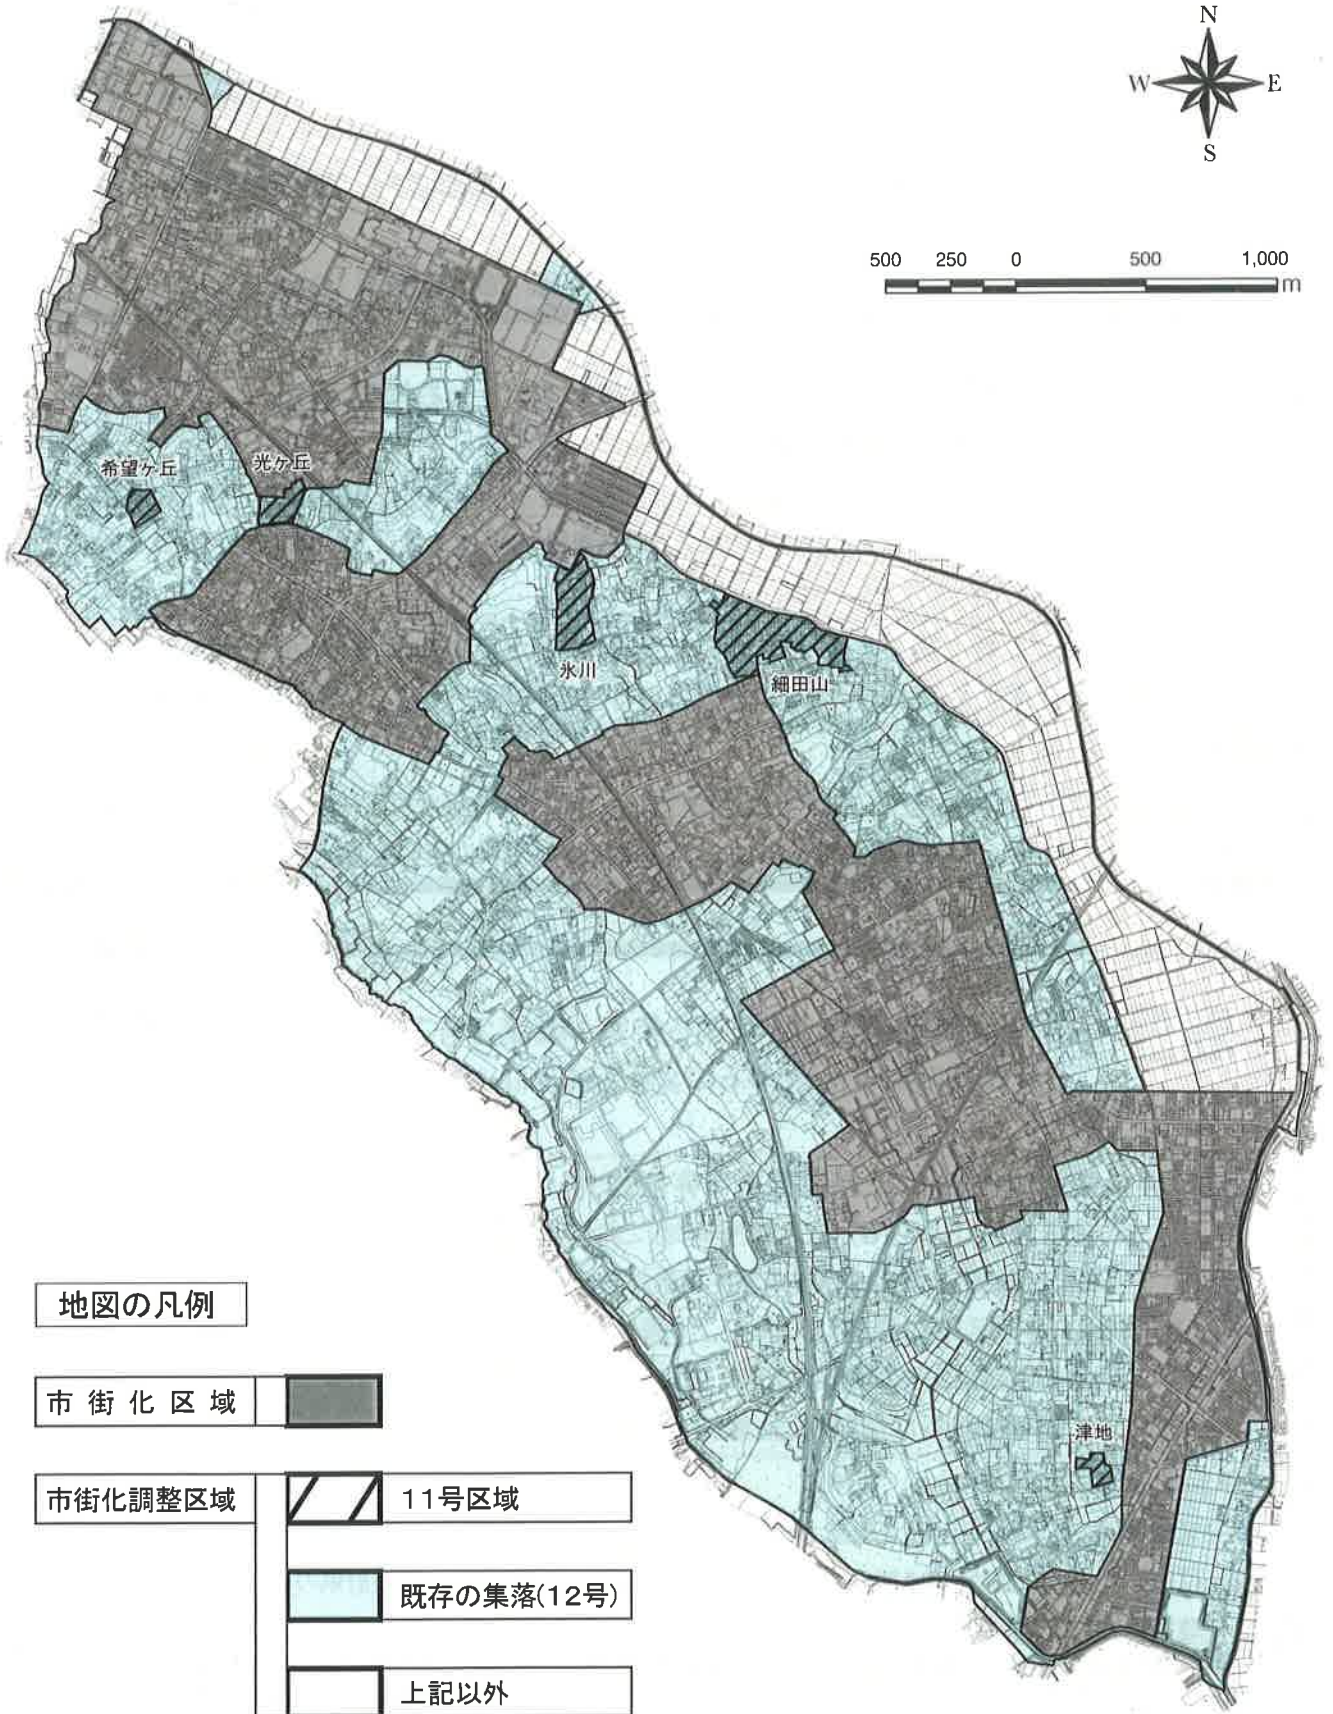 N
W
E
S
500 250 0 500 1,000
m
希望ケ丘
光ケ丘
氷川
細田山
津地
地図の凡例
市街化区域
市街化調整区域
11号区域
既存の集落(12号)
上記以外